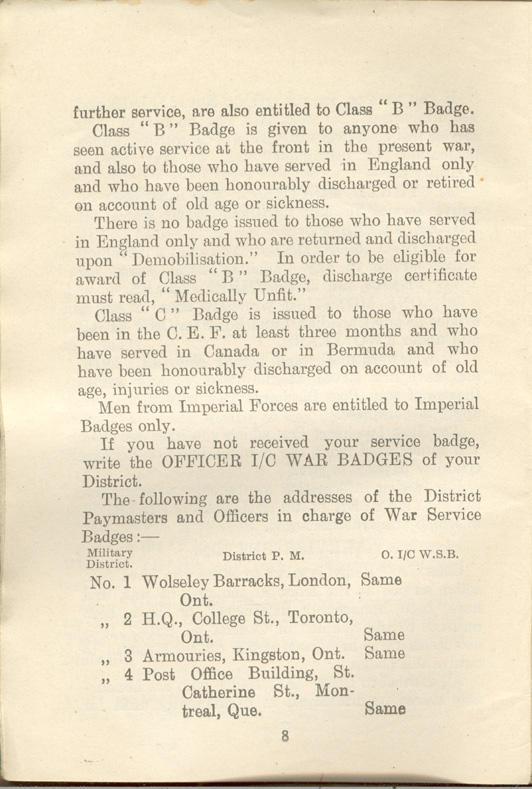 further service, are also entitled to Class “ B ” Badge.
Class “ B ” Badge is given to anyone who has
seen active service at the front in the present war,
and also to those who have served in England only
and who have been honourably discharged or retired
on account of old age or sickness.
There is no badge issued to those who have served
in England only and who are returned and discharged
upon “ Demobilisation.” In order to be eligible for
award of Class “ B ” Badge, discharge certificate
must read, “ Medically Unfit.”
Class “ C ” Badge is issued to those who have
been in the C. E. F. at least three months and who
have served in Canada or in Bermuda and who
have been honourably discharged on account of old
age, injuries or sickness.
Men from Imperial Forces are entitled to Imperial
Badges only.
If you have not received your service badge,
write the OFFICER I/C WAR BADGES of your
District.
The following are the addresses of the District
Paymasters and Officers in charge of War Service
Badges :—
Military District. District P. M. O. I/C W.S.B.
No. 1 Wolseley Barracks, London, Same
Ont.
„ 2 H.Q., College St., Toronto,
Ont. Same
„ 3 Armouries, Kingston, Ont. Same
„ 4 Post Office Building, St.
Catherine St., Mon-
treal, Que. Same
8